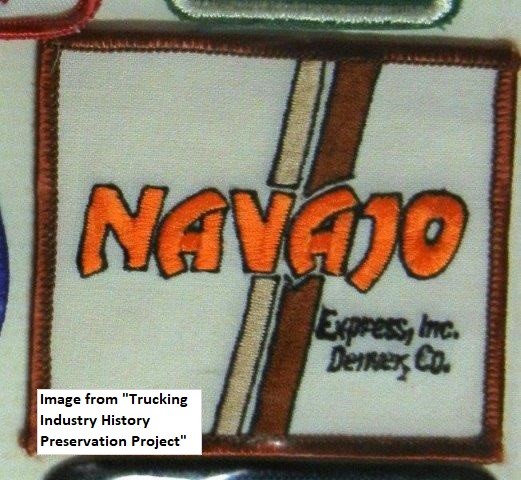 NAVAJO
Express, Inc.
Denver, Co.
Image from "Trucking
Industry History
Preservation Project"